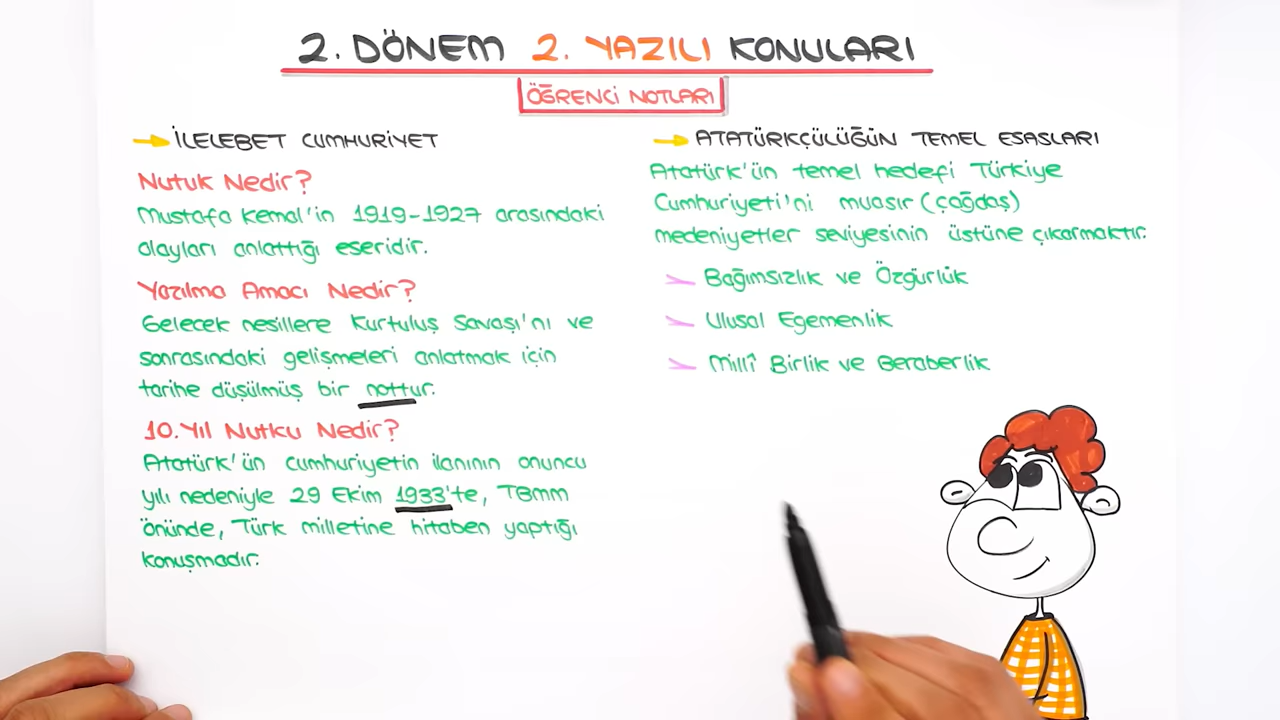 2. DÖNEM 2. YAZILI KONULARI
ÖĞRENCİ NOTLARI
İLELEBET CUMHURİYET
Nutuk Nedir?
Mustafa Kemal'in 1919-1927 arasındaki
olayları anlattığı eseridir.
Yazılma Amacı Nedir?
Gelecek nesillere Kurtuluş Savaşı'nı ve
sonrasındaki gelişmeleri anlatmak için
tarihe düşülmüş bir nottur.
10. Yıl Nutku Nedir?
Atatürk'ün cumhuriyetin ilanının onuncu
yılı nedeniyle 29 Ekim 1933'te, TBMM
önünde, Türk milletine hitaben yaptığı
konuşmadır.
ATATÜRKÇÜLÜĞÜN TEMEL ESASLARI
Atatürk'ün temel hedefi Türkiye
Cumhuriyeti'ni muasır (çağdaş)
medeniyetler seviyesinin üstüne çıkarmaktır.
Bağımsızlık ve Özgürlük
Ulusal Egemenlik
Millî Birlik ve Beraberlik